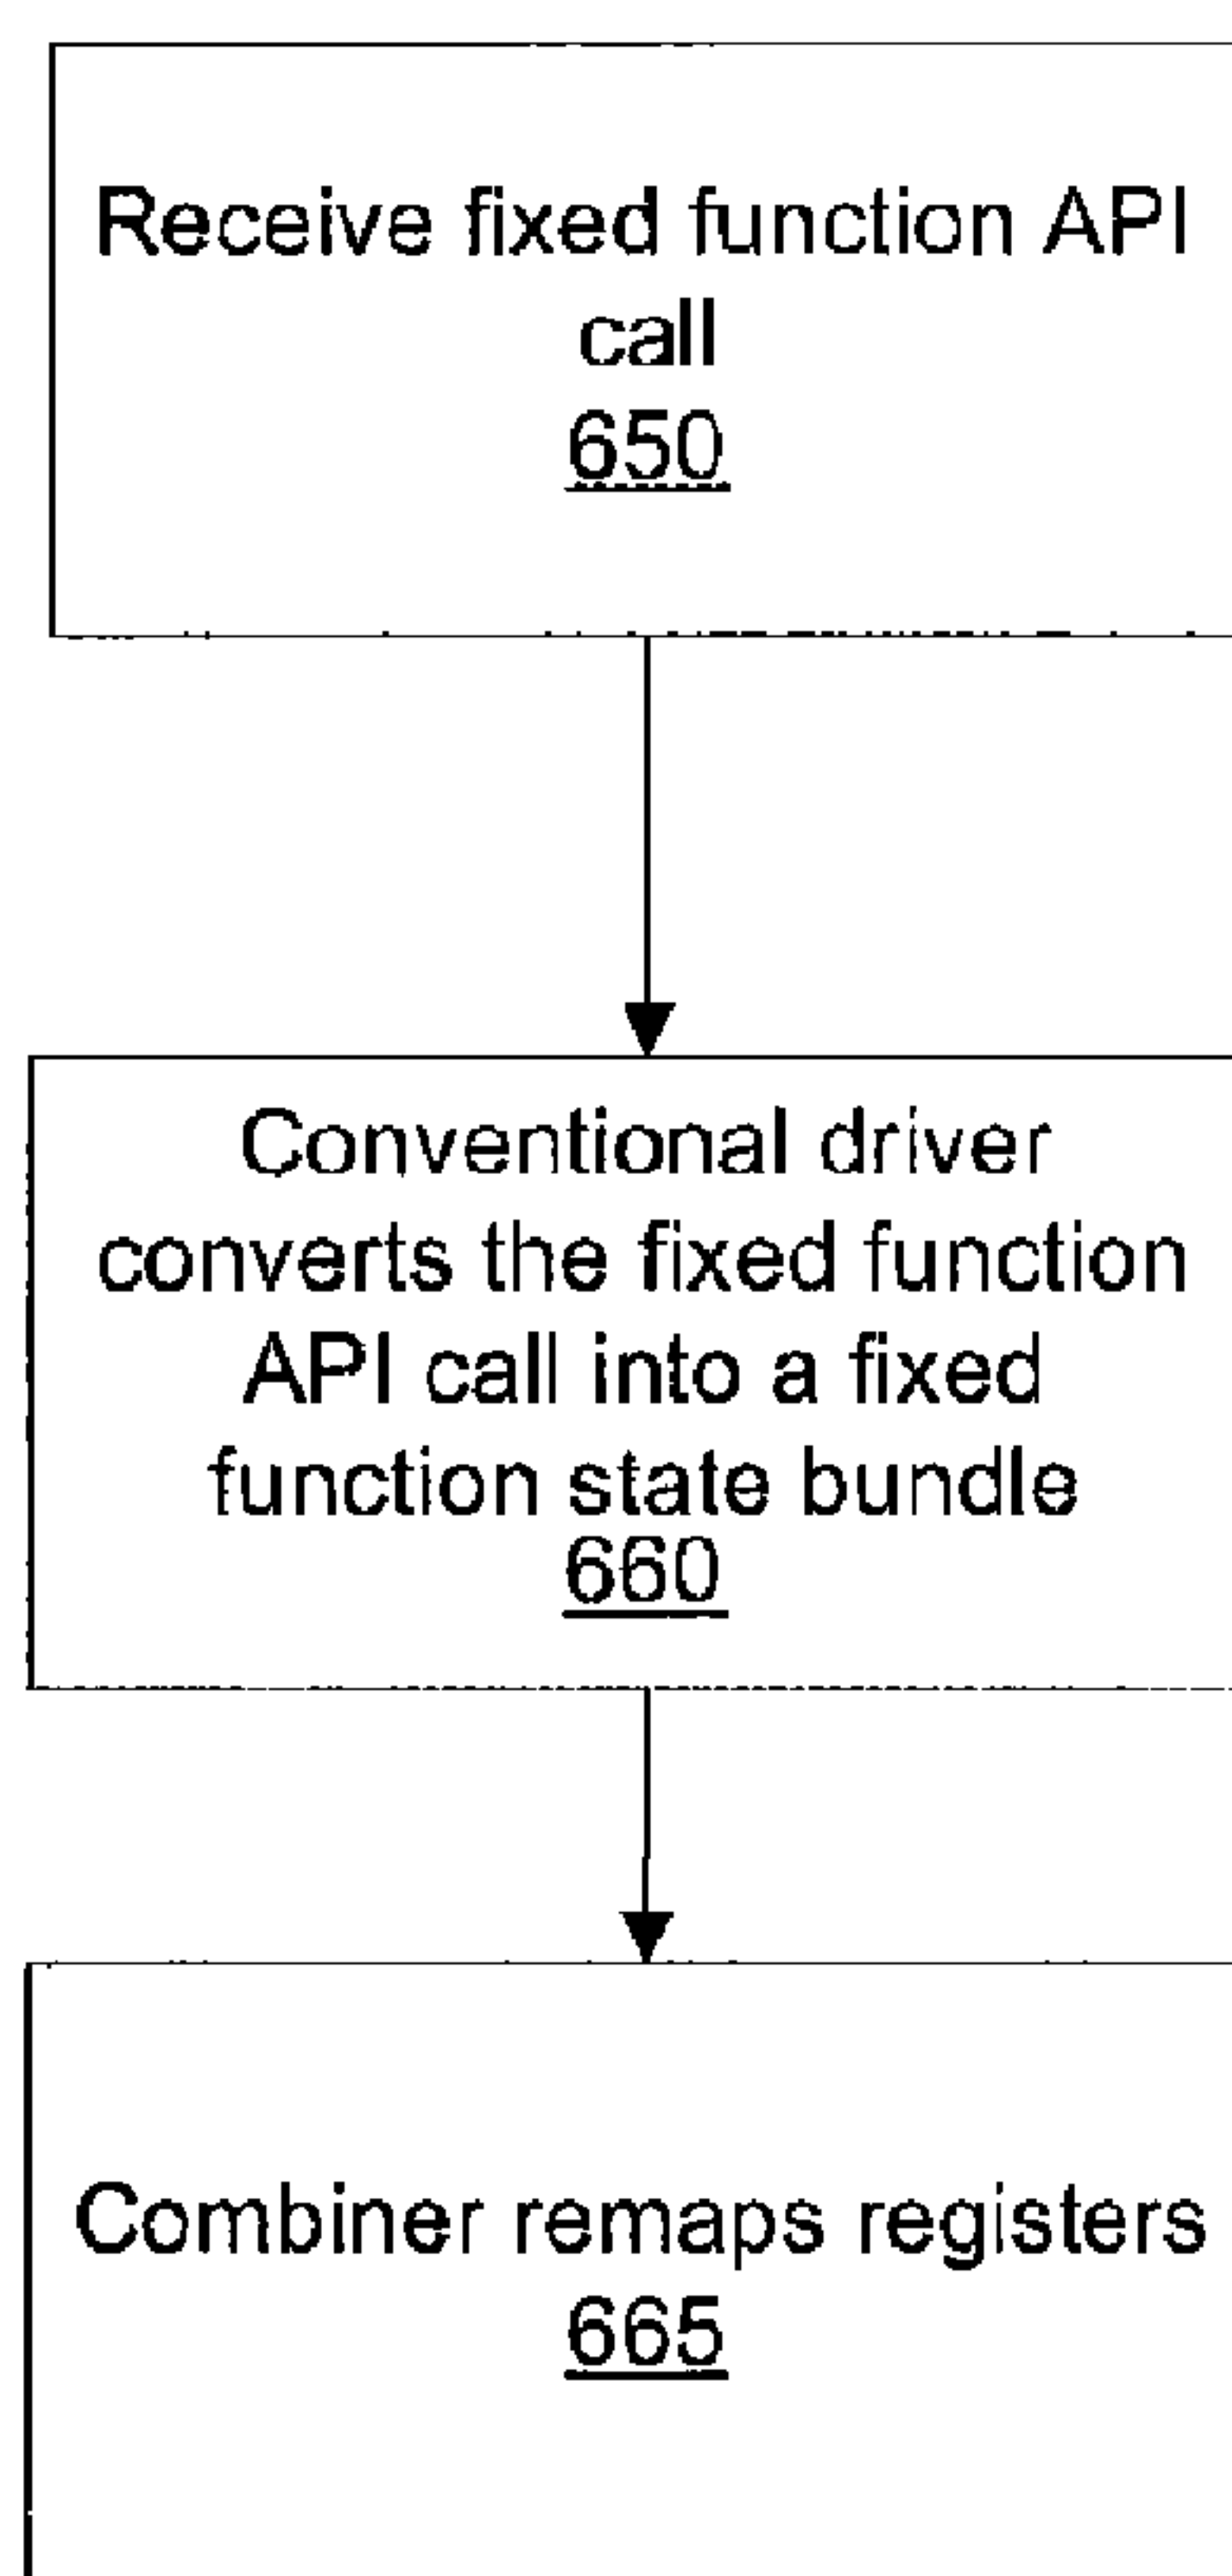 Receive fixed function API
call
650
Conventional driver
converts the fixed function
API call into a fixed
function state bundle
660
Combiner remaps registers
665